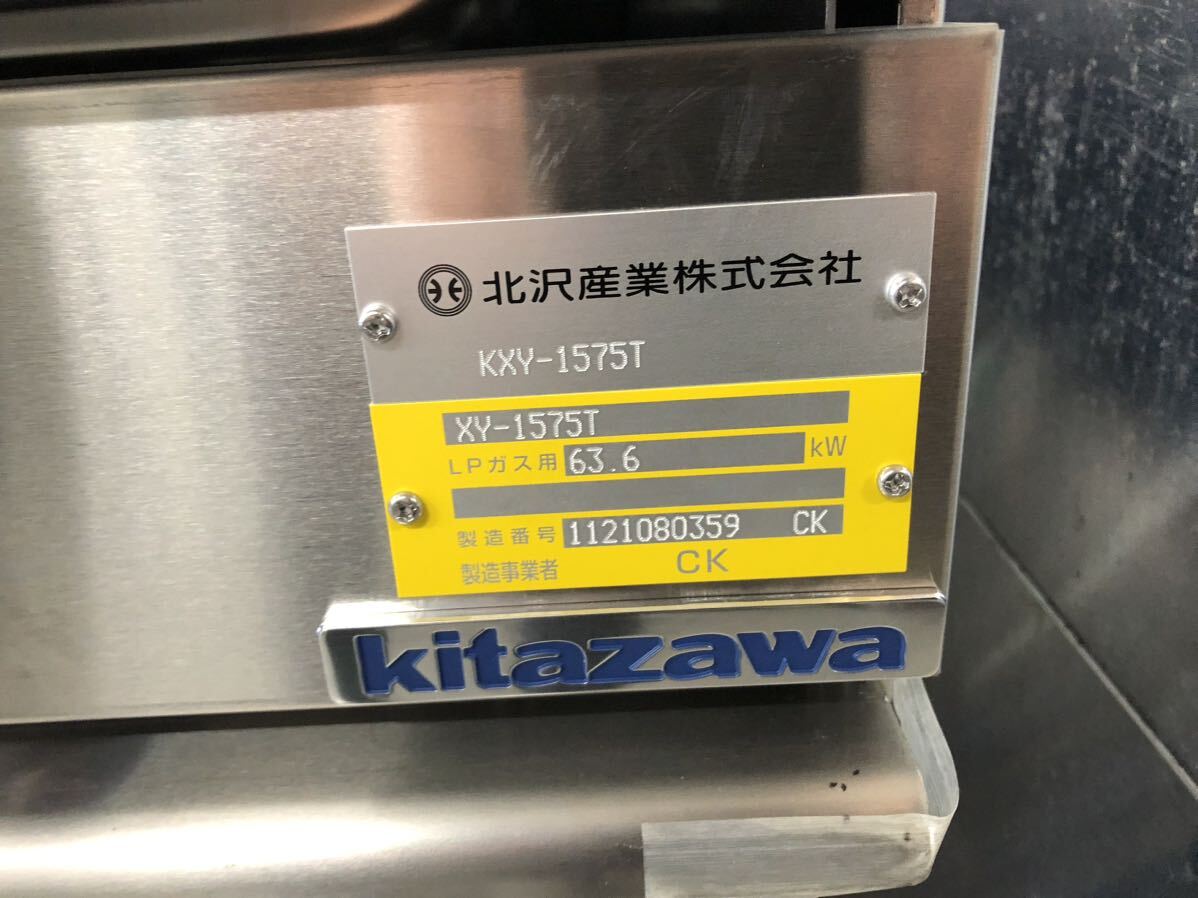 北沢産業株式会社
KXY-1575T
XY-1575T
LPガス用 63.6 kW
製造番号 1121080359 CK
製造事業者 CK
kitazawa